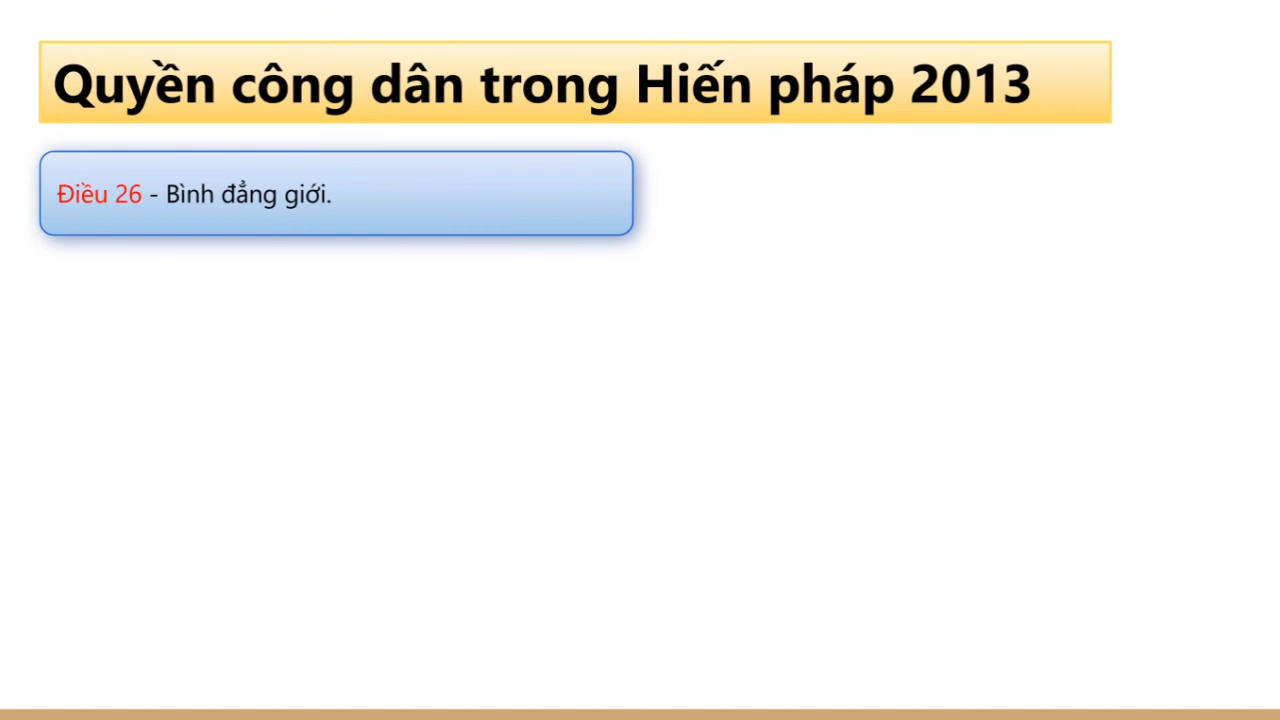 Quyền công dân trong Hiến pháp 2013
Điều 26 - Bình đẳng giới.